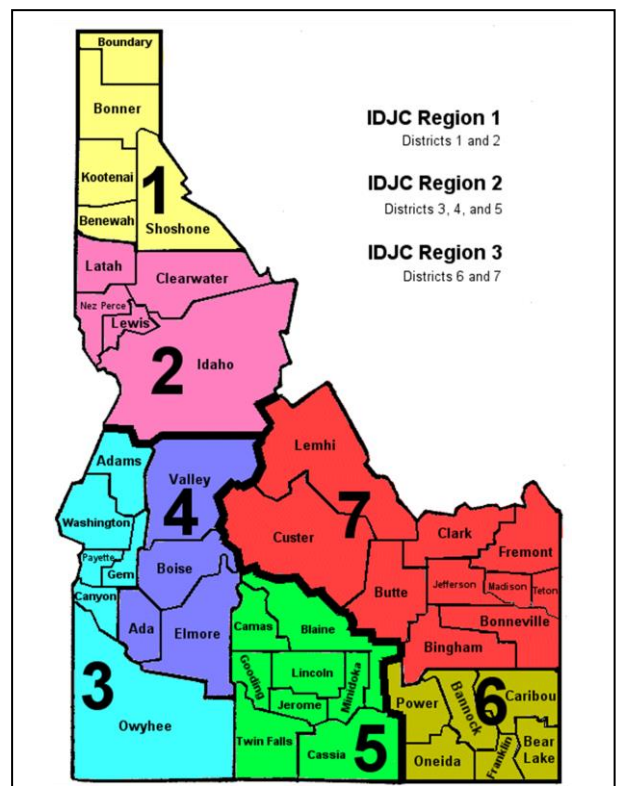 Boundary
Bonner
IDJC Region 1
Districts 1 and 2
Kootenai
1
IDJC Region 2
Districts 3, 4, and 5
Benewah
Shoshone
IDJC Region 3
Districts 6 and 7
Latah
Clearwater
Nez Perce
Lewis
2
Idaho
Lemhi
Adams
Valley
7
4
Washington
Custer
Clark
Fremont
Payette
Gem
Boise
Butte
Jefferson
Madison
Teton
Canyon
Ada
Elmore
Camas
Blaine
Bonneville
Bingham
3
Gooding
Lincoln
Minidoka
Jerome
Power
Bannock
6
Caribou
Owyhee
Twin Falls
Cassia
5
Oneida
Franklin
Bear
Lake